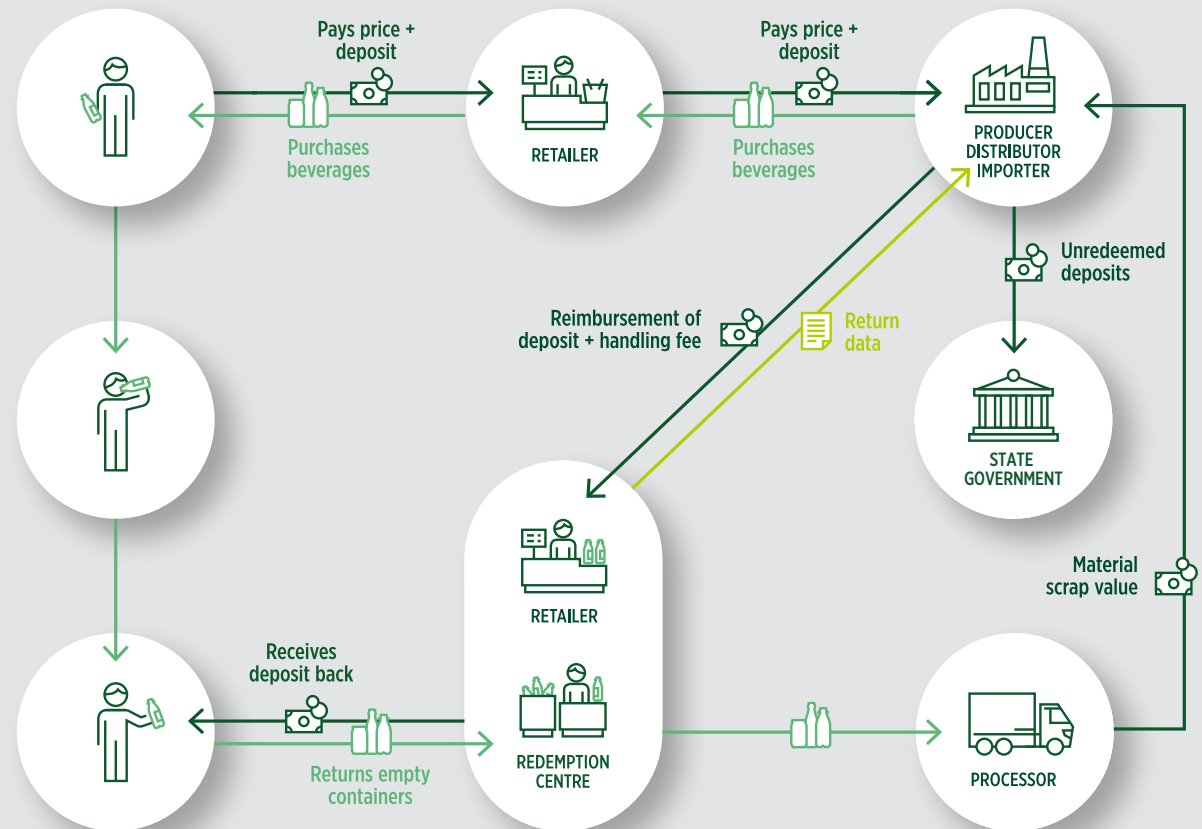 Pays price +
deposit
Pays price +
deposit
Purchases
beverages
RETAILER
Purchases
beverages
PRODUCER
DISTRIBUTOR
IMPORTER
Unredeemed
deposits
Reimbursement of
deposit + handling fee
Return
data
STATE
GOVERNMENT
Material
scrap value
RETAILER
Receives
deposit back
Returns empty
containers
REDEMPTION
CENTRE
PROCESSOR